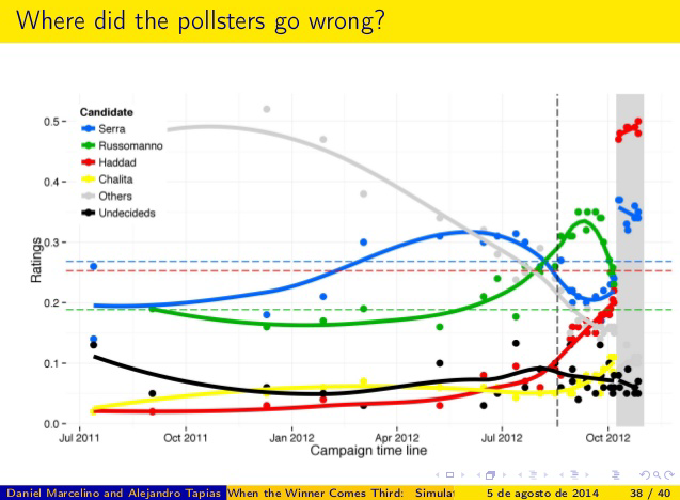 Where did the pollsters go wrong?
Candidate
Serra
Russomanno
Haddad
Chalita
Others
Undecideds
Ratings
0.5
0.4
0.3
0.2
0.1
0.0
Jul 2011
Oct 2011
Jan 2012
Apr 2012
Jul 2012
Oct 2012
Campaign time line
Daniel Marcelino and Alejandro Tapias
When the Winner Comes Third: Simulat
5 de agosto de 2014
38 / 40